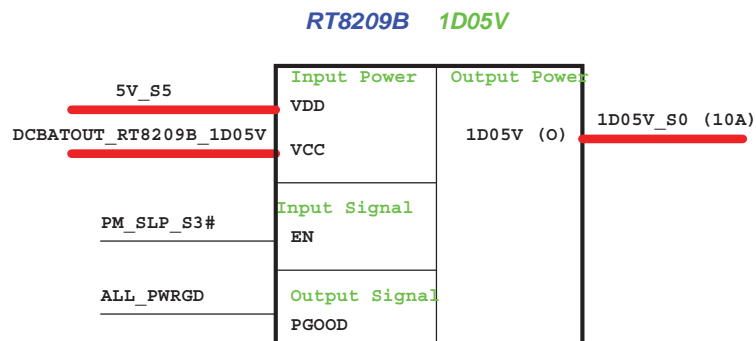 RT8209B 1D05V
Input Power Output Power
5V_S5
VDD
1D05V_S0 (10A)
DCBATOUT_RT8209B_1D05V
1D05V (O)
VCC
Input Signal
PM_SLP_S3#
EN
ALL_PWRGD
Output Signal
PGOOD